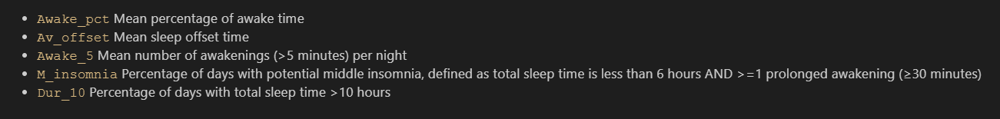 • Awake_pct Mean percentage of awake time
• Av_offset Mean sleep offset time
• Awake_5 Mean number of awakenings (>5 minutes) per night
• M_insomnia Percentage of days with potential middle insomnia, defined as total sleep time is less than 6 hours AND >=1 prolonged awakening (≥30 minutes)
• Dur_10 Percentage of days with total sleep time >10 hours